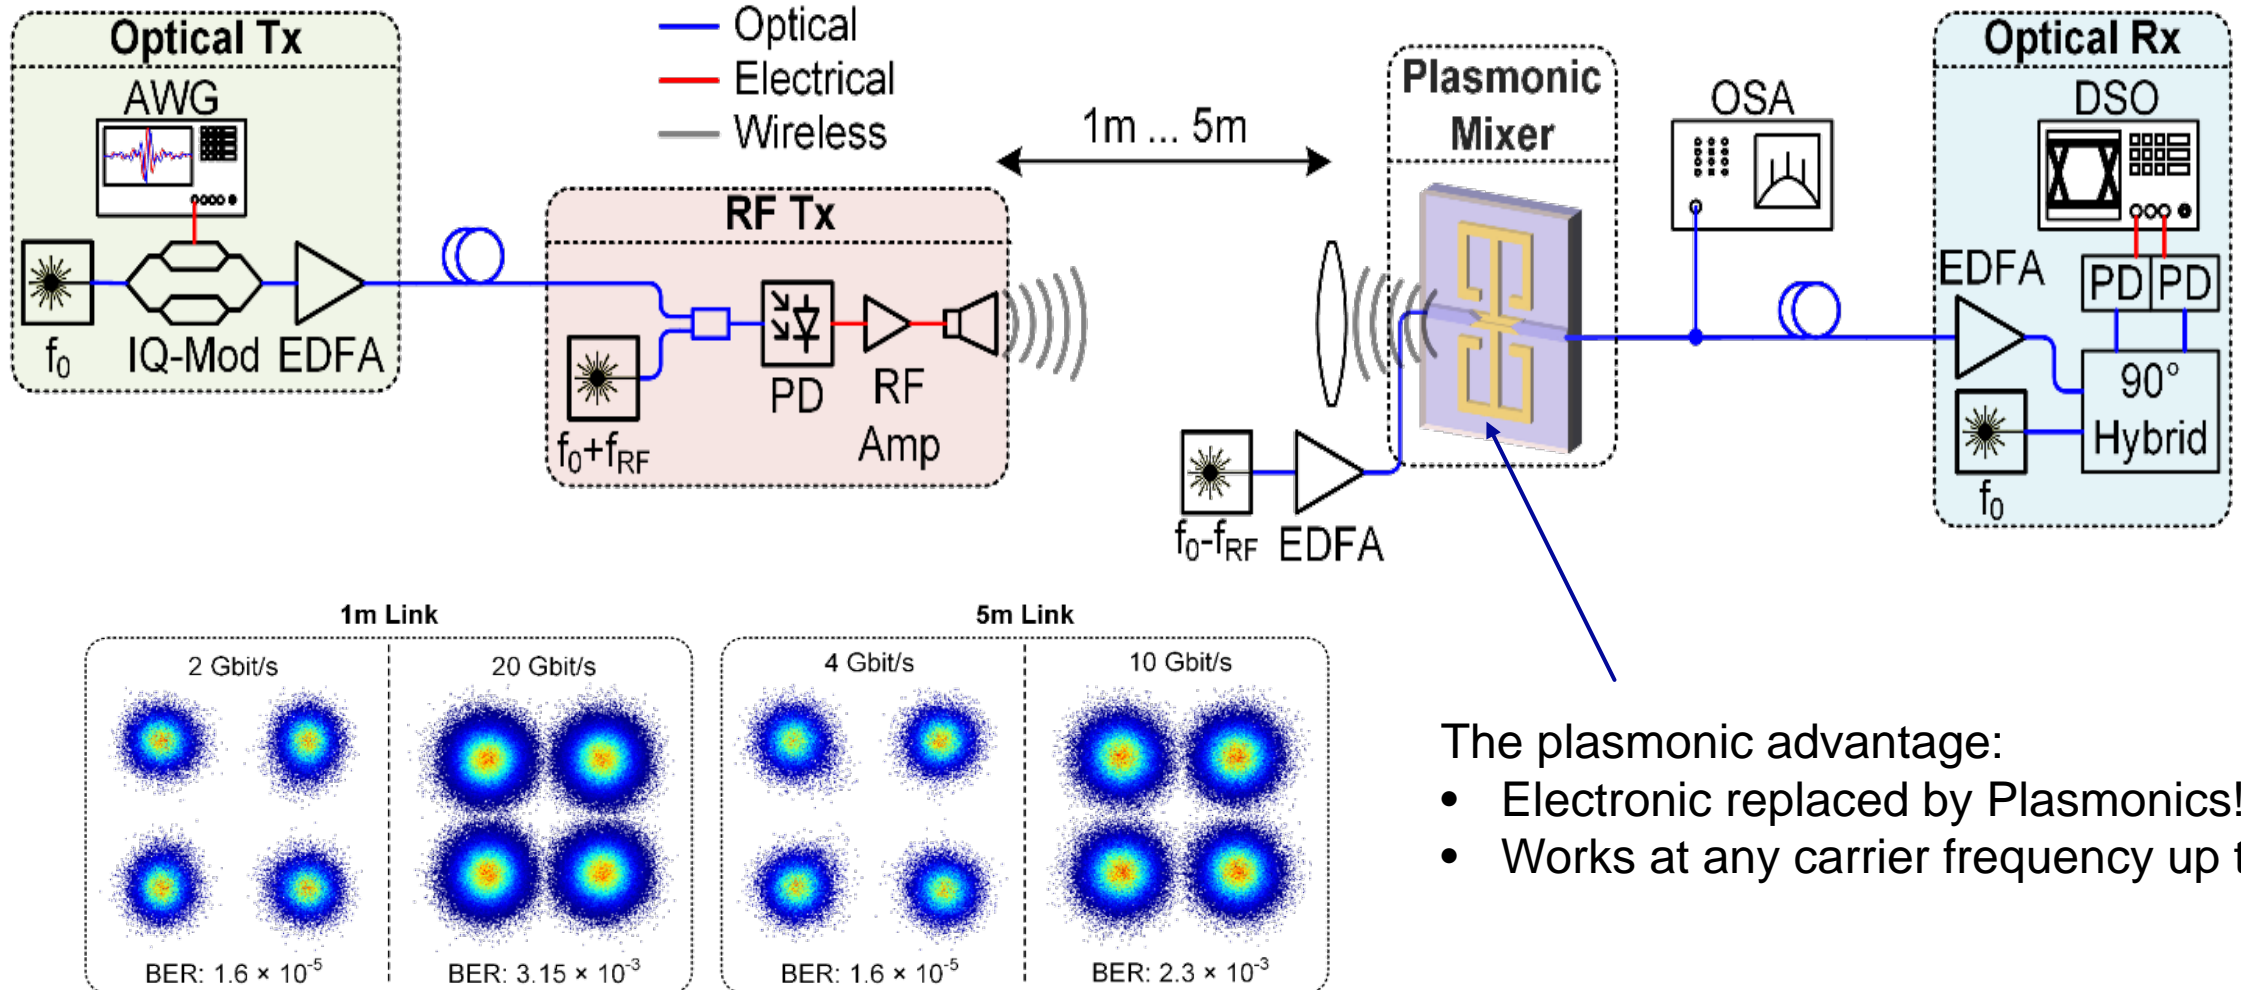 Optical Tx
AWG
f0
IQ-Mod
EDFA
Optical
Electrical
Wireless
RF Tx
f0+fRF
PD
RF
Amp
1m ... 5m
Plasmonic
Mixer
f0-fRF
EDFA
OSA
Optical Rx
DSO
EDFA
PD
PD
90°
Hybrid
f0
1m Link
2 Gbit/s
20 Gbit/s
BER: 1.6 × 10-5
BER: 3.15 × 10-3
5m Link
4 Gbit/s
10 Gbit/s
BER: 1.6 × 10-5
BER: 2.3 × 10-3
The plasmonic advantage:
• Electronic replaced by Plasmonics!
• Works at any carrier frequency up